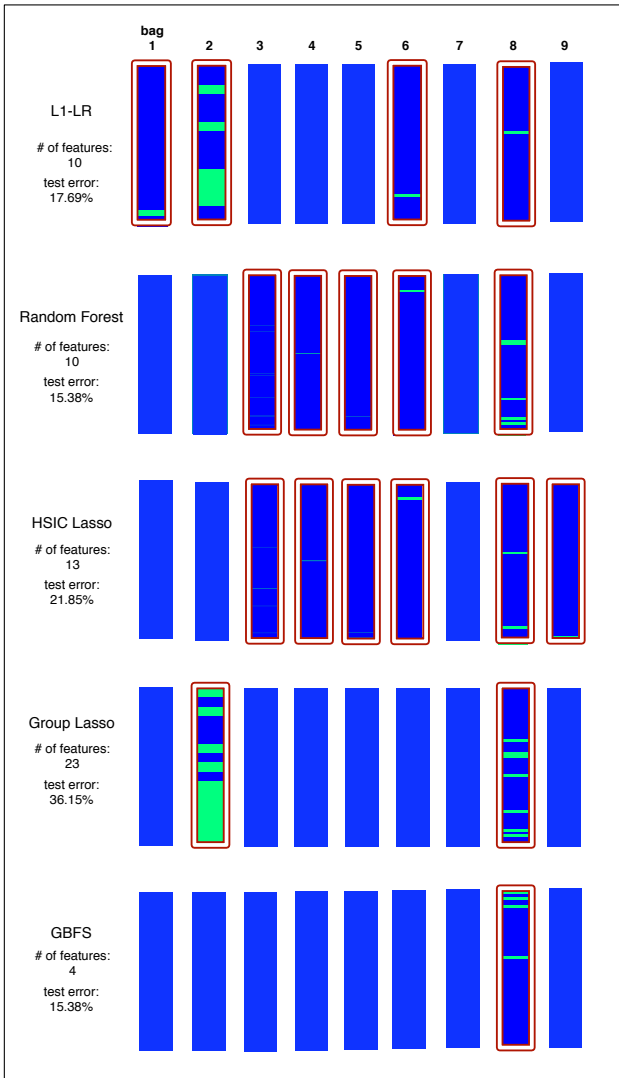 bag
1 2 3 4 5 6 7 8 9
L1-LR
# of features:
10
test error:
17.69%
Random Forest
# of features:
10
test error:
15.38%
HSIC Lasso
# of features:
13
test error:
21.85%
Group Lasso
# of features:
23
test error:
36.15%
GBFS
# of features:
4
test error:
15.38%